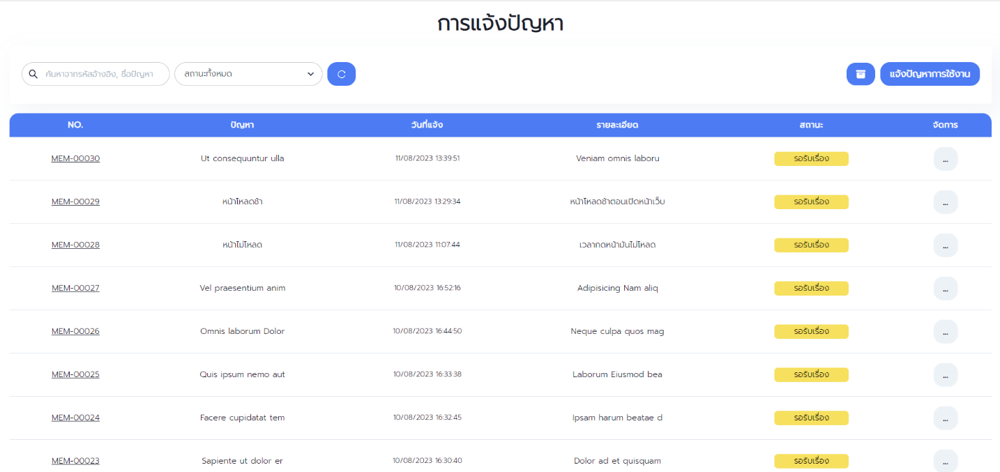 การแจ้งปัญหา
ค้นหาจากรหัสอ้างอิง, ชื่อปัญหา สถานะทั้งหมด แจ้งปัญหาการใช้งาน
NO. ปัญหา วันที่แจ้ง รายละเอียด สถานะ จัดการ
MEM-00030 Ut consequuntur ulla 11/08/2023 13:39:51 Veniam omnis laboru รอรับเรื่อง ...
MEM-00029 หน้าโหลดช้า 11/08/2023 13:29:34 หน้าโหลดช้าตอนเปิดหน้าเว็บ รอรับเรื่อง ...
MEM-00028 หน้าไม่โหลด 11/08/2023 11:07:44 เวลากดหน้ามันไม่โหลด รอรับเรื่อง ...
MEM-00027 Vel praesentium anim 10/08/2023 16:52:16 Adipisicing Nam aliq รอรับเรื่อง ...
MEM-00026 Omnis laborum Dolor 10/08/2023 16:44:50 Neque culpa quos mag รอรับเรื่อง ...
MEM-00025 Quis ipsum nemo aut 10/08/2023 16:33:38 Laborum Eiusmod bea รอรับเรื่อง ...
MEM-00024 Facere cupidatat tem 10/08/2023 16:32:45 Ipsam harum beatae d รอรับเรื่อง ...
MEM-00023 Sapiente ut dolor er 10/08/2023 16:30:40 Dolor ad et quisquam รอรับเรื่อง ...